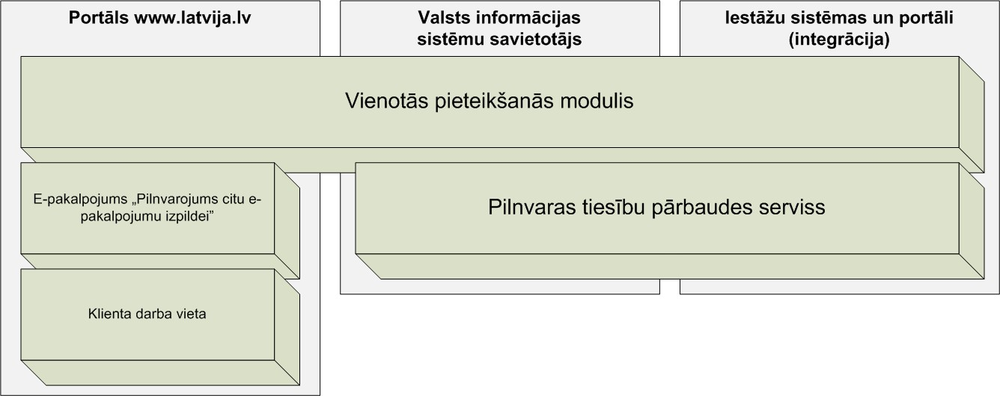 Portāls www.latvija.lv
Valsts informācijas
sistēmu savietotājs
Iestāžu sistēmas un portāli
(integrācija)
Vienotās pieteikšanās modulis
E-pakalpojums „Pilnvarojums citu e-
pakalpojumu izpildei”
Pilnvaras tiesību pārbaudes serviss
Klienta darba vieta